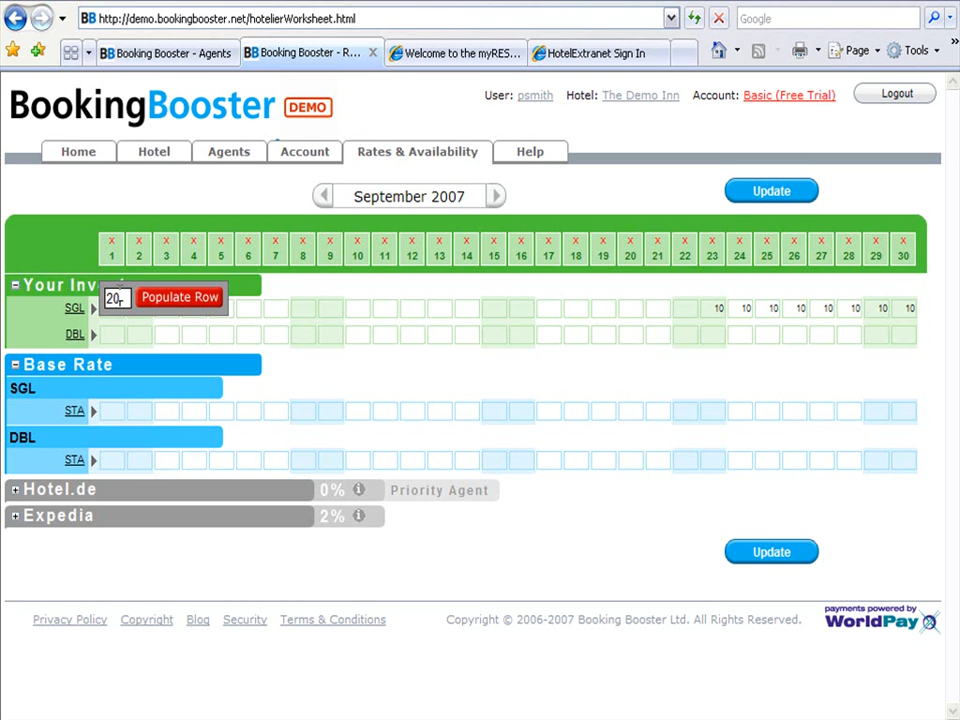 http://demo.bookingbooster.net/hotelierWorksheet.html
Google
Booking Booster - Agents
Booking Booster - R...
Welcome to the myRES...
HotelExtranet Sign In
Page
Tools
BookingBooster DEMO
User: psmith Hotel: The Demo Inn Account: Basic (Free Trial) Logout
Home Hotel Agents Account Rates & Availability Help
September 2007 Update
X X X X X X X X X X X X X X X X X X X X X X X X X X X X X X
1 2 3 4 5 6 7 8 9 10 11 12 13 14 15 16 17 18 19 20 21 22 23 24 25 26 27 28 29 30
Your Inv
20 Populate Row
SGL 10 10 10 10 10 10 10 10
DBL
Base Rate
SGL
STA
DBL
STA
Hotel.de 0% Priority Agent
Expedia 2%
Update
Privacy Policy Copyright Blog Security Terms & Conditions Copyright © 2006-2007 Booking Booster Ltd. All Rights Reserved. payments powered by WorldPay